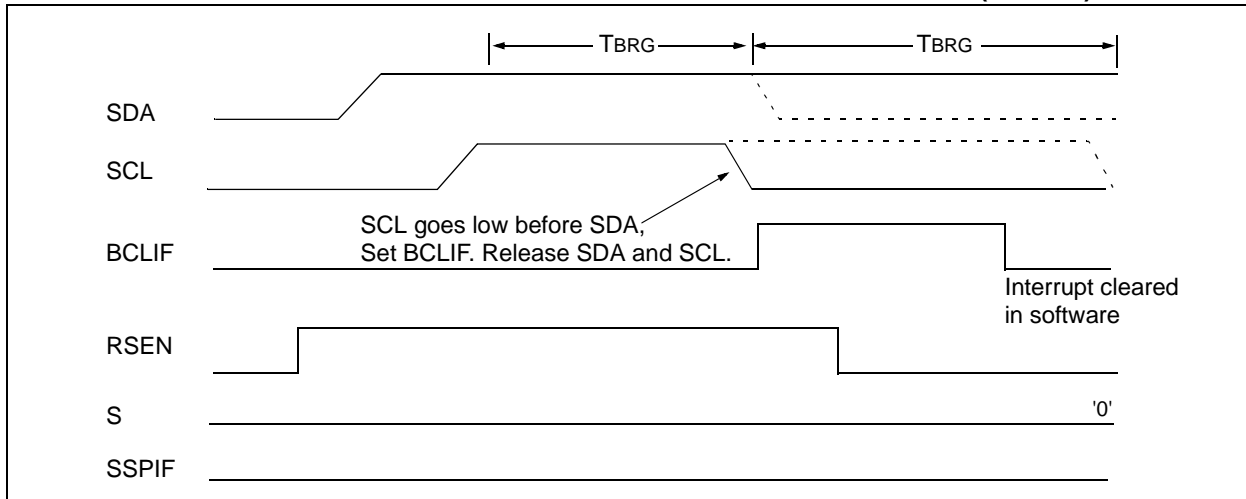 TBRG TBRG
SDA
SCL
SCL goes low before SDA,
Set BCLIF. Release SDA and SCL.
BCLIF
Interrupt cleared
in software
RSEN
S '0'
SSPIF